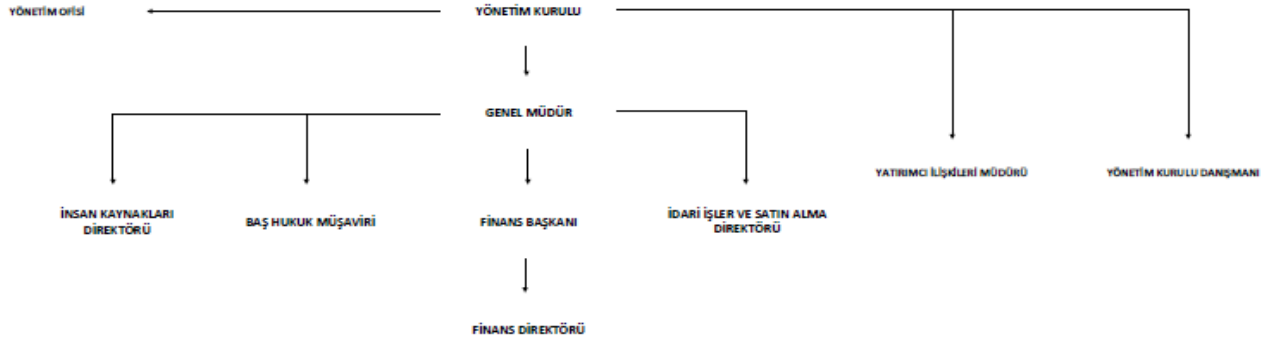 YÖNETİM OFİSİ
YÖNETİM KURULU
GENEL MÜDÜR
YATIRIMCI İLİŞKİLERİ MÜDÜRÜ
YÖNETİM KURULU DANIŞMANI
İNSAN KAYNAKLARI
DİREKTÖRÜ
BAŞ HUKUK MÜŞAVİRİ
FİNANS BAŞKANI
İDARİ İŞLER VE SATIN ALMA
DİREKTÖRÜ
FİNANS DİREKTÖRÜ